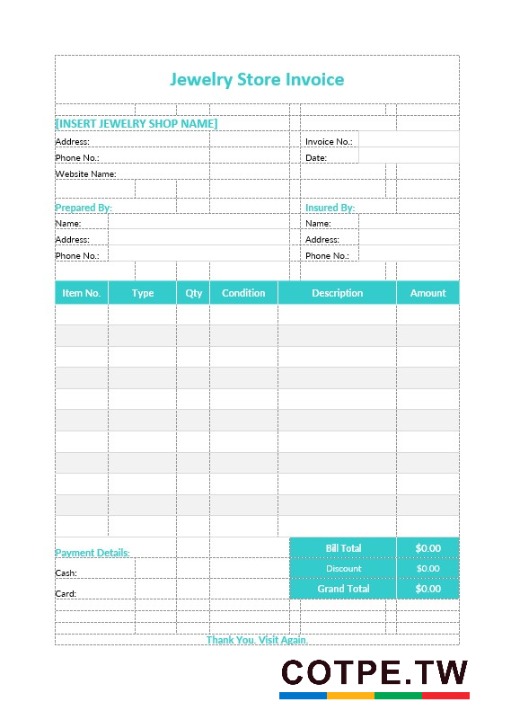 Jewelry Store Invoice
[INSERT JEWELRY SHOP NAME]
Address:
Invoice No.:
Phone No.:
Date:
Website Name:
Prepared By:
Insured By:
Name:
Name:
Address:
Address:
Phone No.:
Phone No.:
Item No. Type Qty Condition Description Amount
Bill Total $0.00
Payment Details:
Discount $0.00
Cash:
Grand Total $0.00
Card:
Thank You. Visit Again.
COTPE.TW